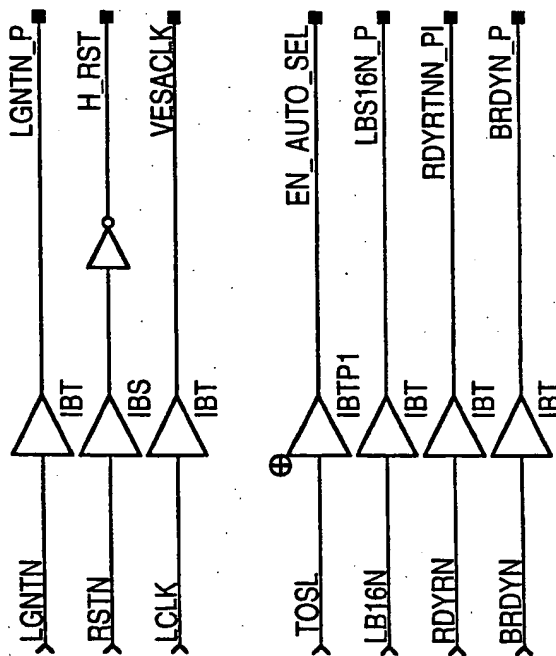 LGNTN IBT LGNTN_P
RSTN IBS H_RST
LCLK IBT VESACLK
TOSL IBTP1 EN_AUTO_SEL
LB16N IBT LBS16N_P
RDYRN IBT RDYRTNN_PI
BRDYN IBT BRDYN_P